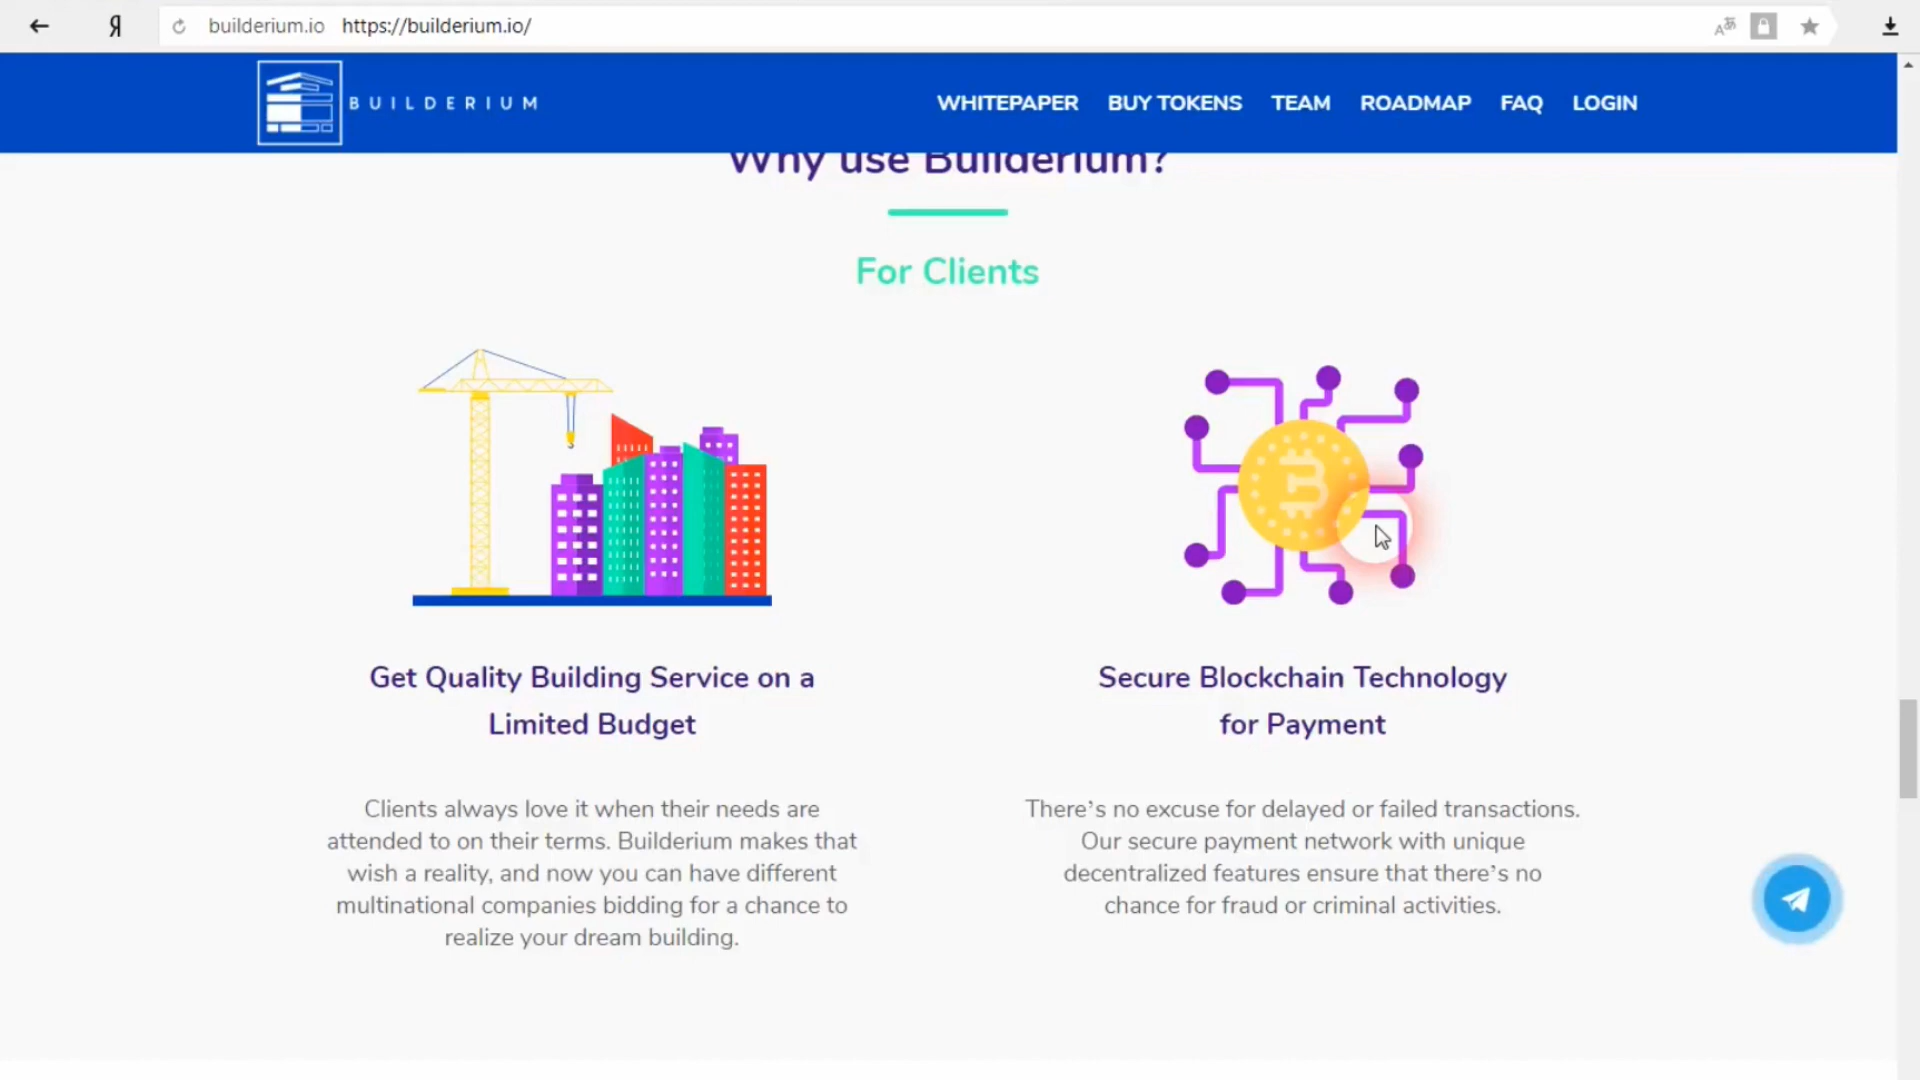 Я
builderium.io https://builderium.io/
BUILDERIUM
WHITEPAPER BUY TOKENS TEAM ROADMAP FAQ LOGIN
Why use Builderium?
For Clients
Get Quality Building Service on a
Limited Budget
Clients always love it when their needs are
attended to on their terms. Builderium makes that
wish a reality, and now you can have different
multinational companies bidding for a chance to
realize your dream building.
Secure Blockchain Technology
for Payment
There’s no excuse for delayed or failed transactions.
Our secure payment network with unique
decentralized features ensure that there’s no
chance for fraud or criminal activities.